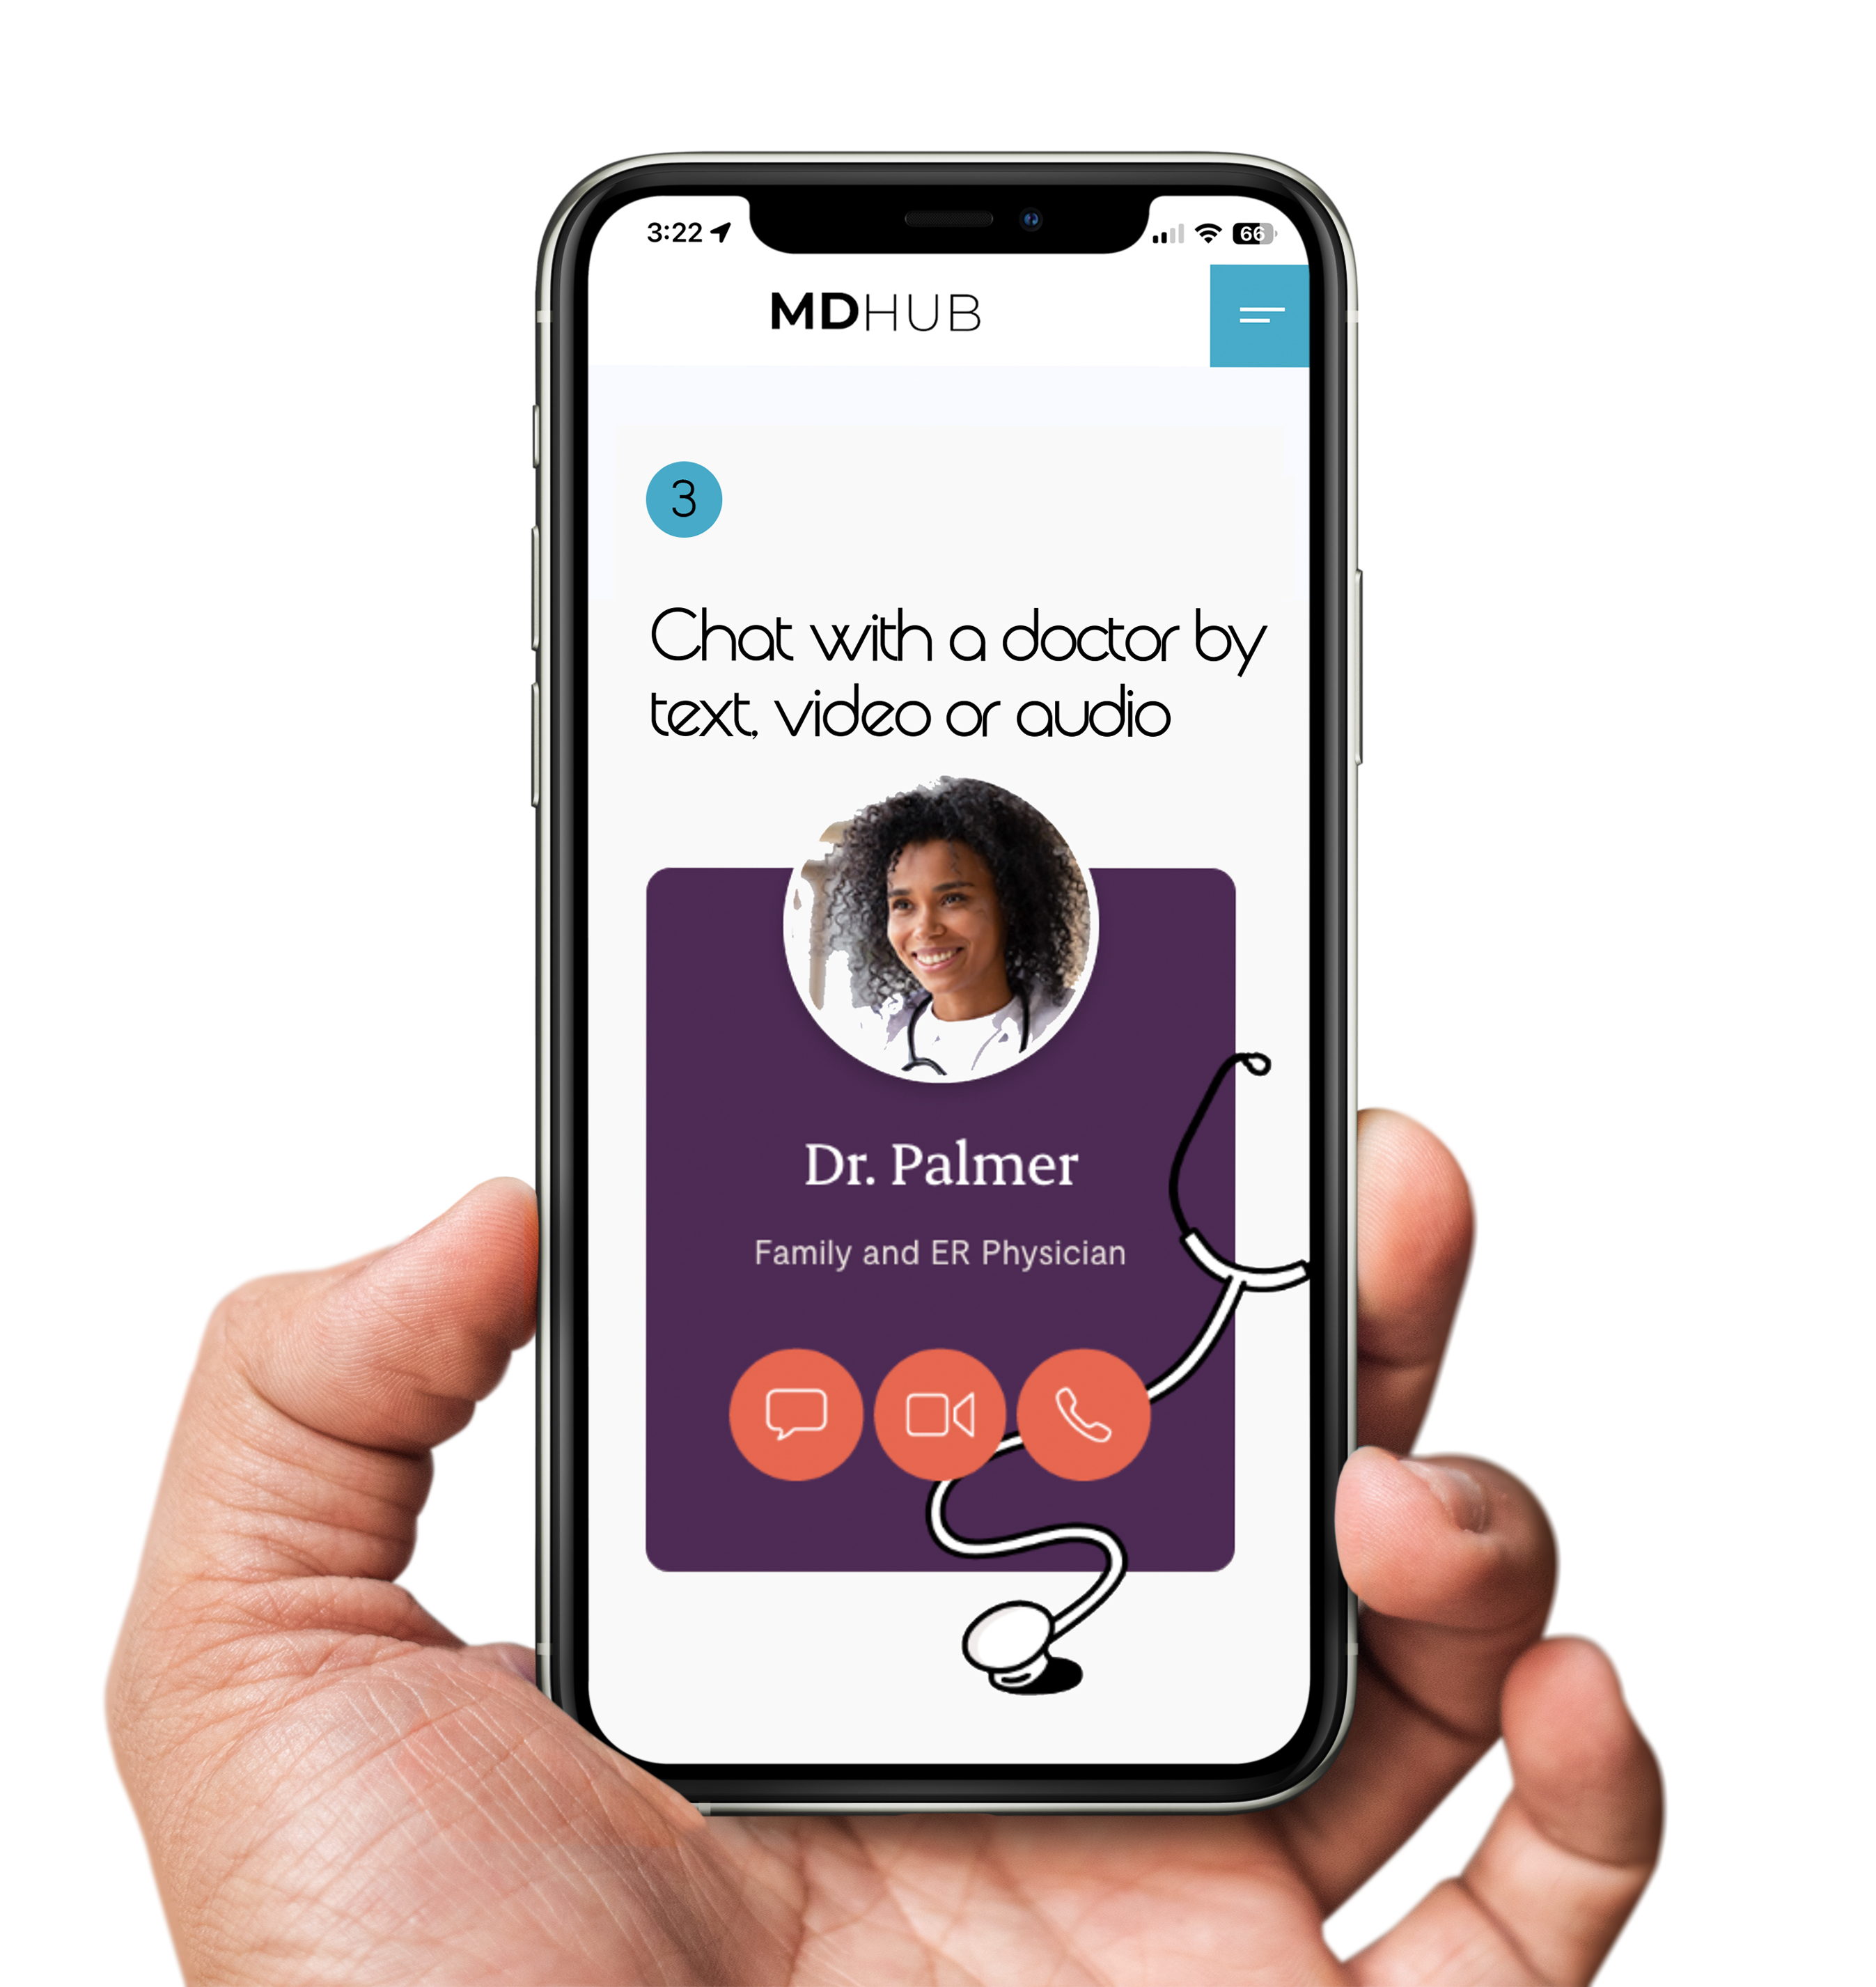 3:22 66
MDHUB
3
Chat with a doctor by
text, video or audio
Dr. Palmer
Family and ER Physician